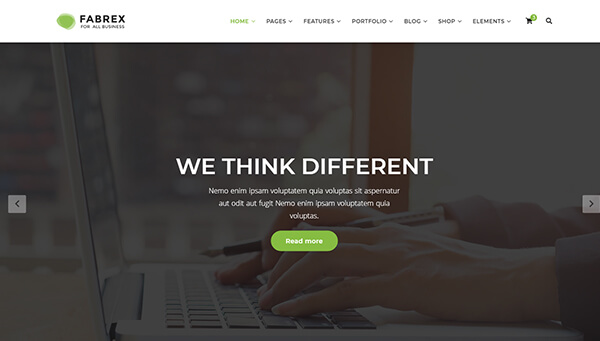 FABREX
FOR ALL BUSINESS
HOME PAGES FEATURES PORTFOLIO BLOG SHOP ELEMENTS
WE THINK DIFFERENT
Nemo enim ipsam voluptatem quia voluptas sit aspernatur
aut odit aut fugit Nemo enim ipsam voluptatem quia
voluptas.
Read more